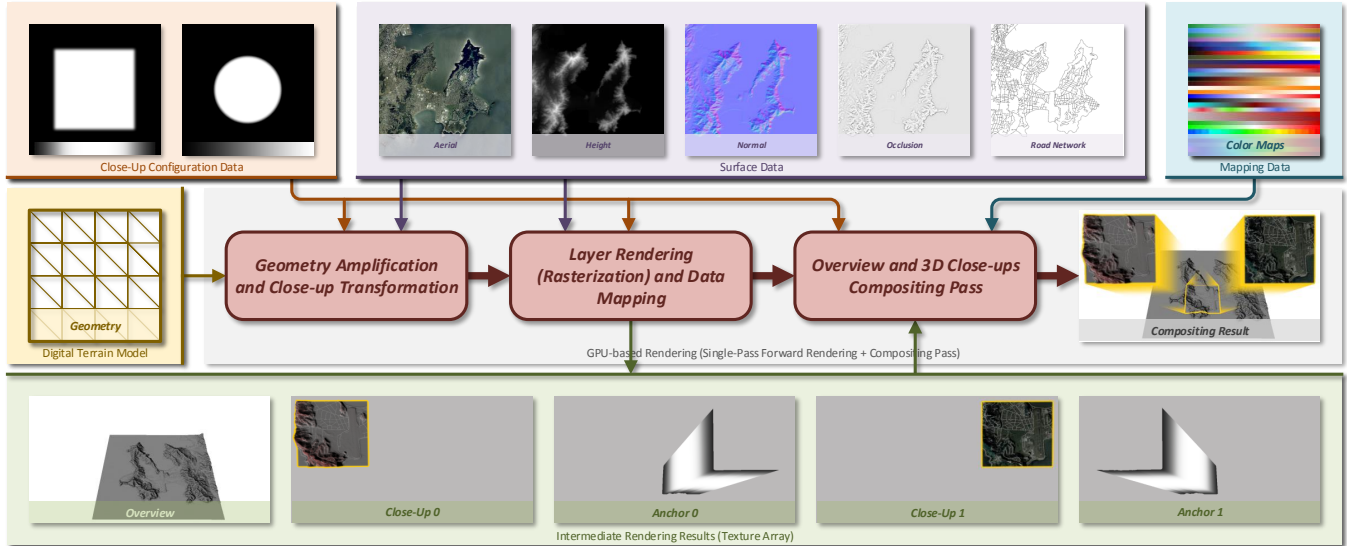 Close-Up Configuration Data
Aerial
Height
Normal
Occlusion
Road Network
Surface Data
Color Maps
Mapping Data
Geometry
Digital Terrain Model
Geometry Amplification
and Close-up Transformation
Layer Rendering
(Rasterization) and Data
Mapping
Overview and 3D Close-ups
Compositing Pass
Compositing Result
GPU-based Rendering (Single-Pass Forward Rendering + Compositing Pass)
Overview
Close-Up 0
Anchor 0
Close-Up 1
Anchor 1
Intermediate Rendering Results (Texture Array)